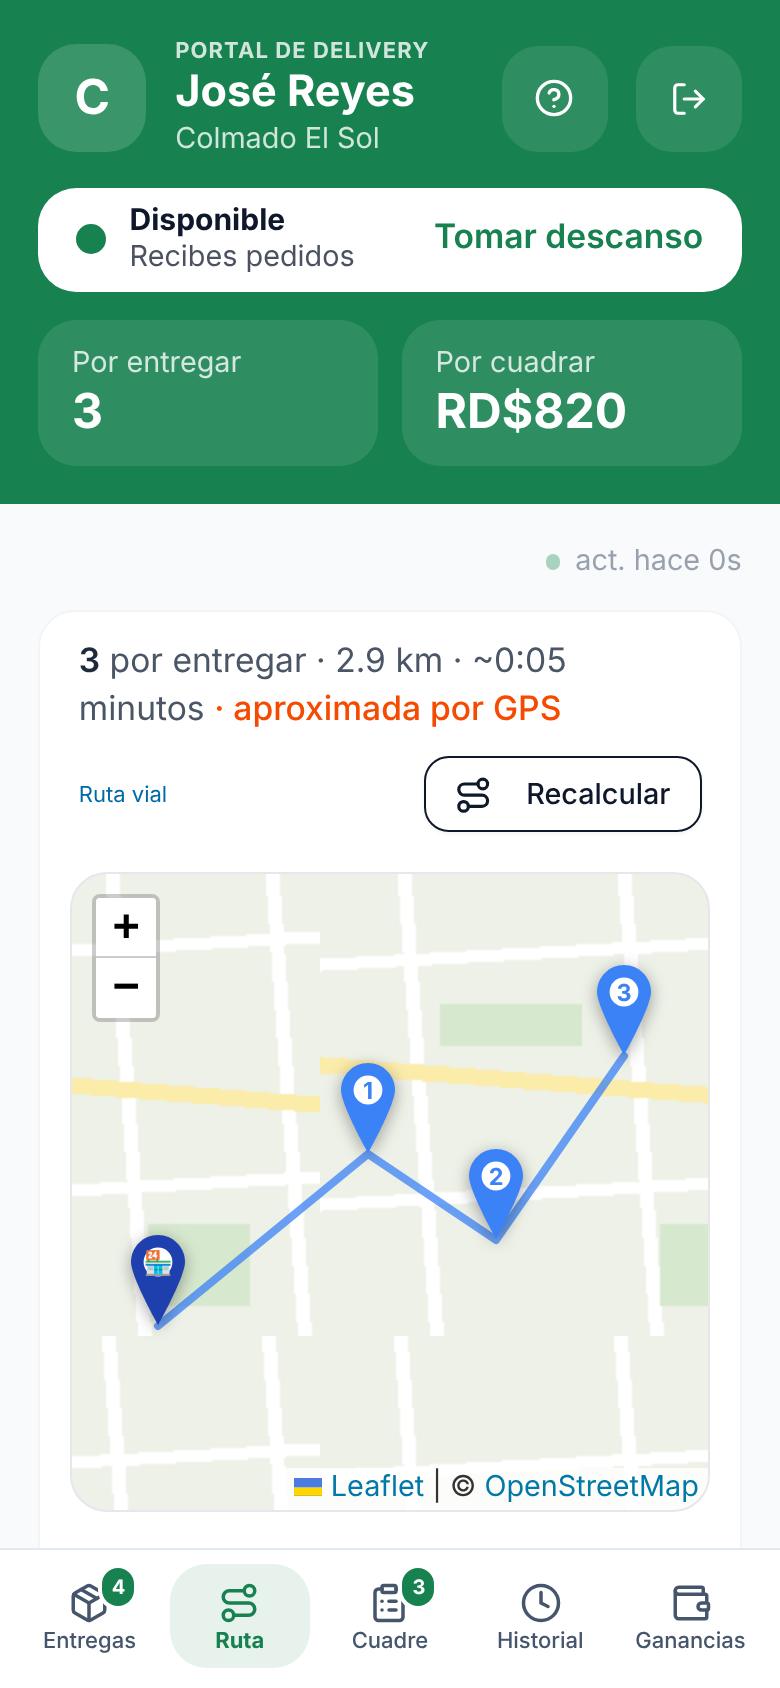 C
PORTAL DE DELIVERY
José Reyes
Colmado El Sol
Disponible
Recibes pedidos
Tomar descanso
Por entregar
3
Por cuadrar
RD$820
act. hace 0s
3 por entregar · 2.9 km · ~0:05
minutos · aproximada por GPS
Ruta vial
Recalcular
+
−
3
1
2
24
Leaflet | © OpenStreetMap
4
3
Entregas
Ruta
Cuadre
Historial
Ganancias